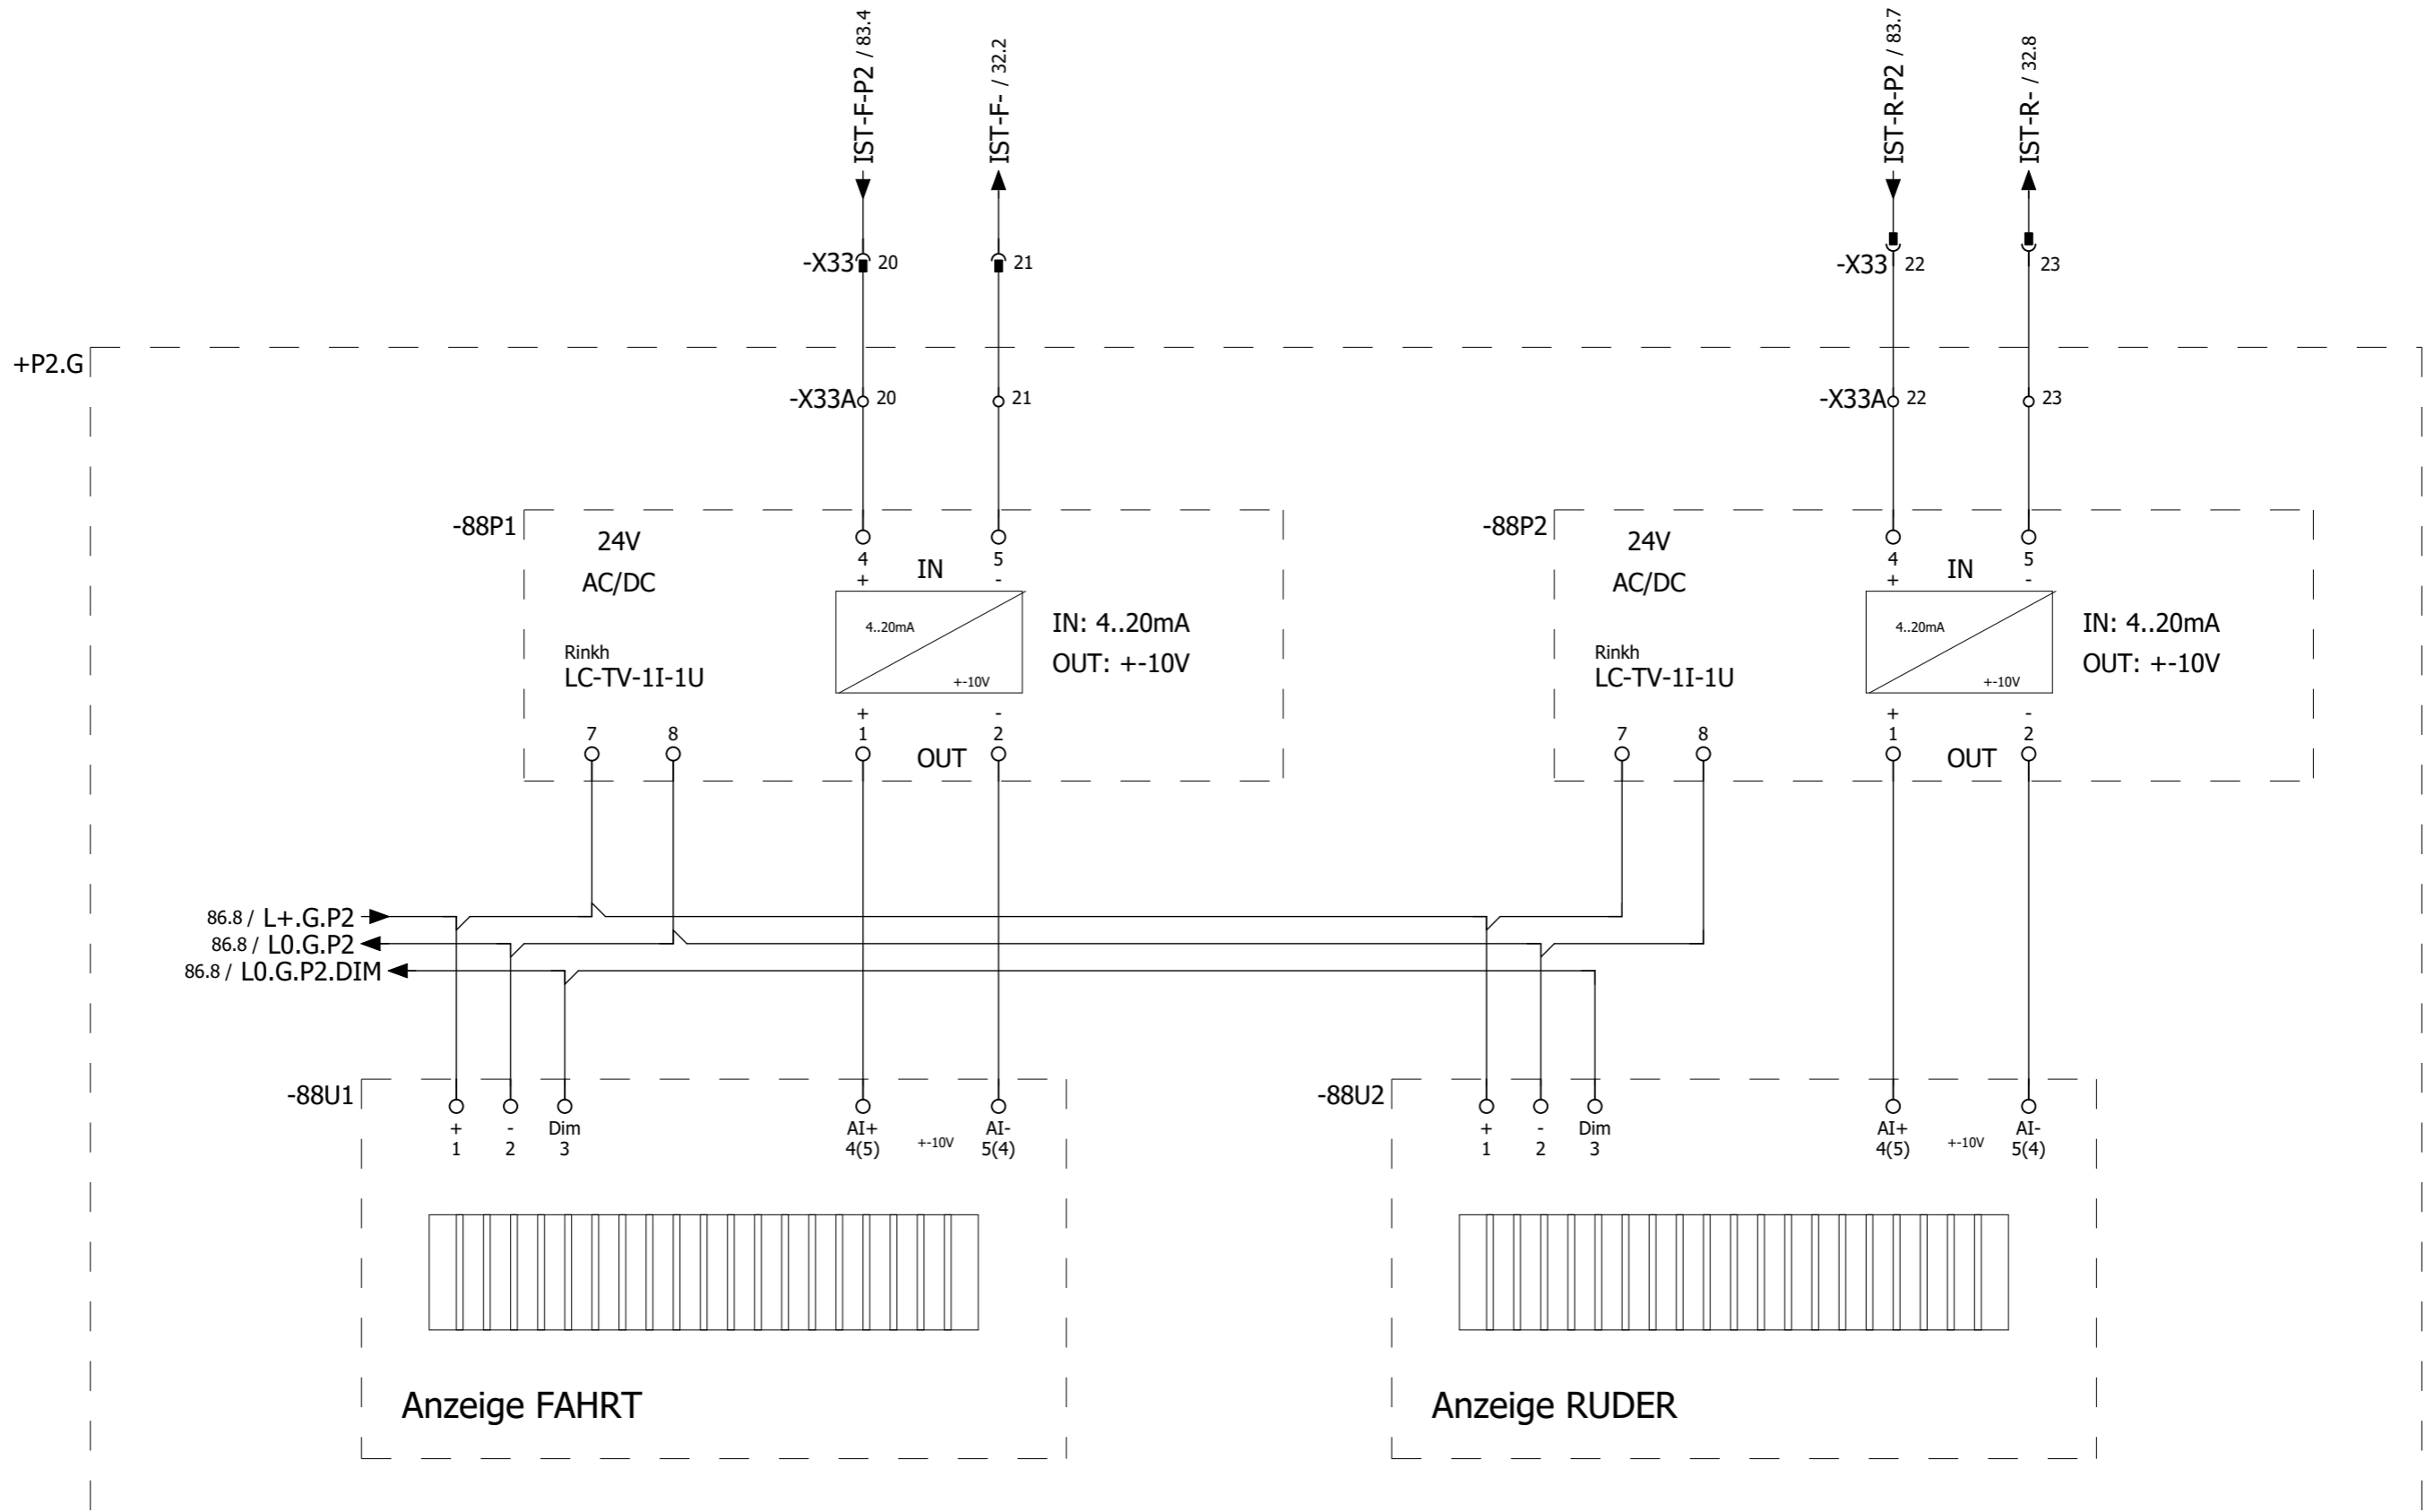 IST-F-P2 / 83.4
IST-F- / 32.2
IST-R-P2 / 83.7
IST-R- / 32.8
-X33 20 21
-X33 22 23
+P2.G
-X33A 20 21
-X33A 22 23
-88P1
24V
AC/DC
Rinkh
LC-TV-1I-1U
4 IN 5
+ -
4..20mA
+-10V
IN: 4..20mA
OUT: +-10V
+ -
7 8 1 OUT 2
-88P2
24V
AC/DC
Rinkh
LC-TV-1I-1U
4 IN 5
+ -
4..20mA
+-10V
IN: 4..20mA
OUT: +-10V
+ -
7 8 1 OUT 2
86.8 / L+.G.P2
86.8 / L0.G.P2
86.8 / L0.G.P2.DIM
-88U1
+ - Dim AI+ +-10V AI-
1 2 3 4(5) 5(4)
Anzeige FAHRT
-88U2
+ - Dim AI+ +-10V AI-
1 2 3 4(5) 5(4)
Anzeige RUDER